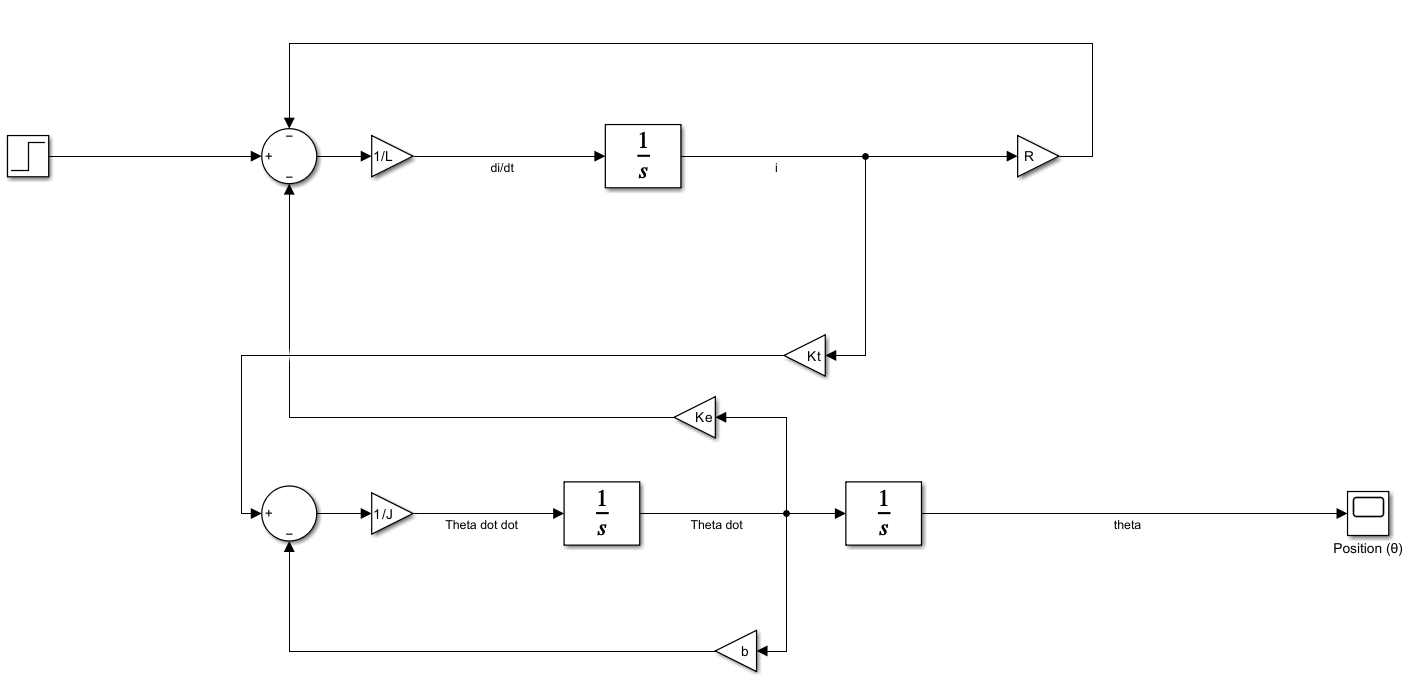 −
+
−
1/L
di/dt
1
s
i
R
Kt
Ke
+
−
1/J
Theta dot dot
1
s
Theta dot
1
s
theta
Position (θ)
b